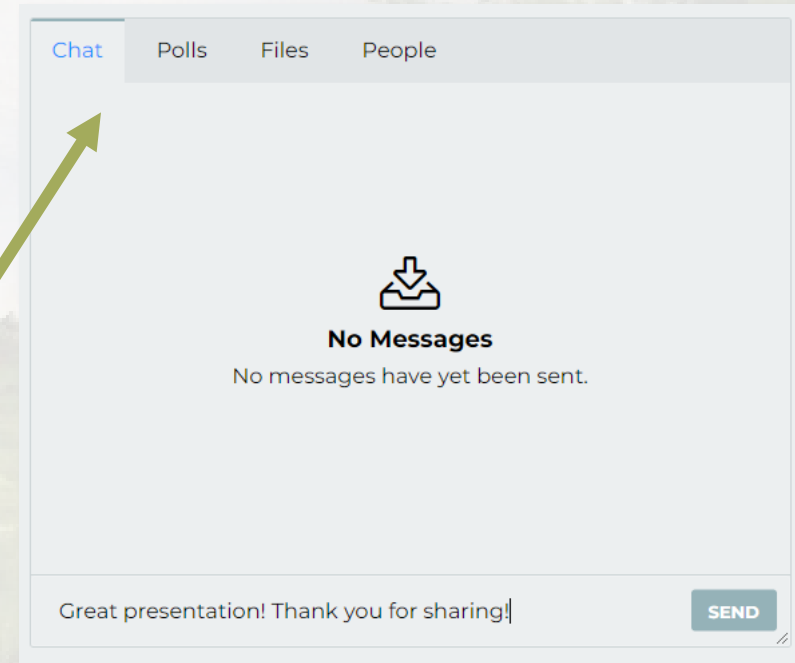 Chat Polls Files People
No Messages
No messages have yet been sent.
Great presentation! Thank you for sharing!
SEND